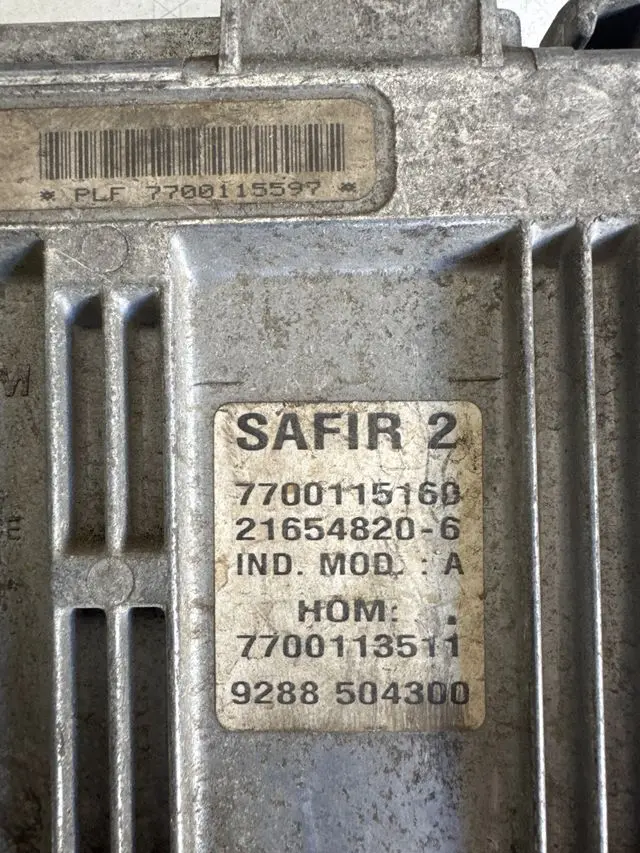 * PLF 7700115597 *
SAFIR 2
7700115160
21654820-6
IND. MOD. : A
HOM: .
7700113511
9288 504300